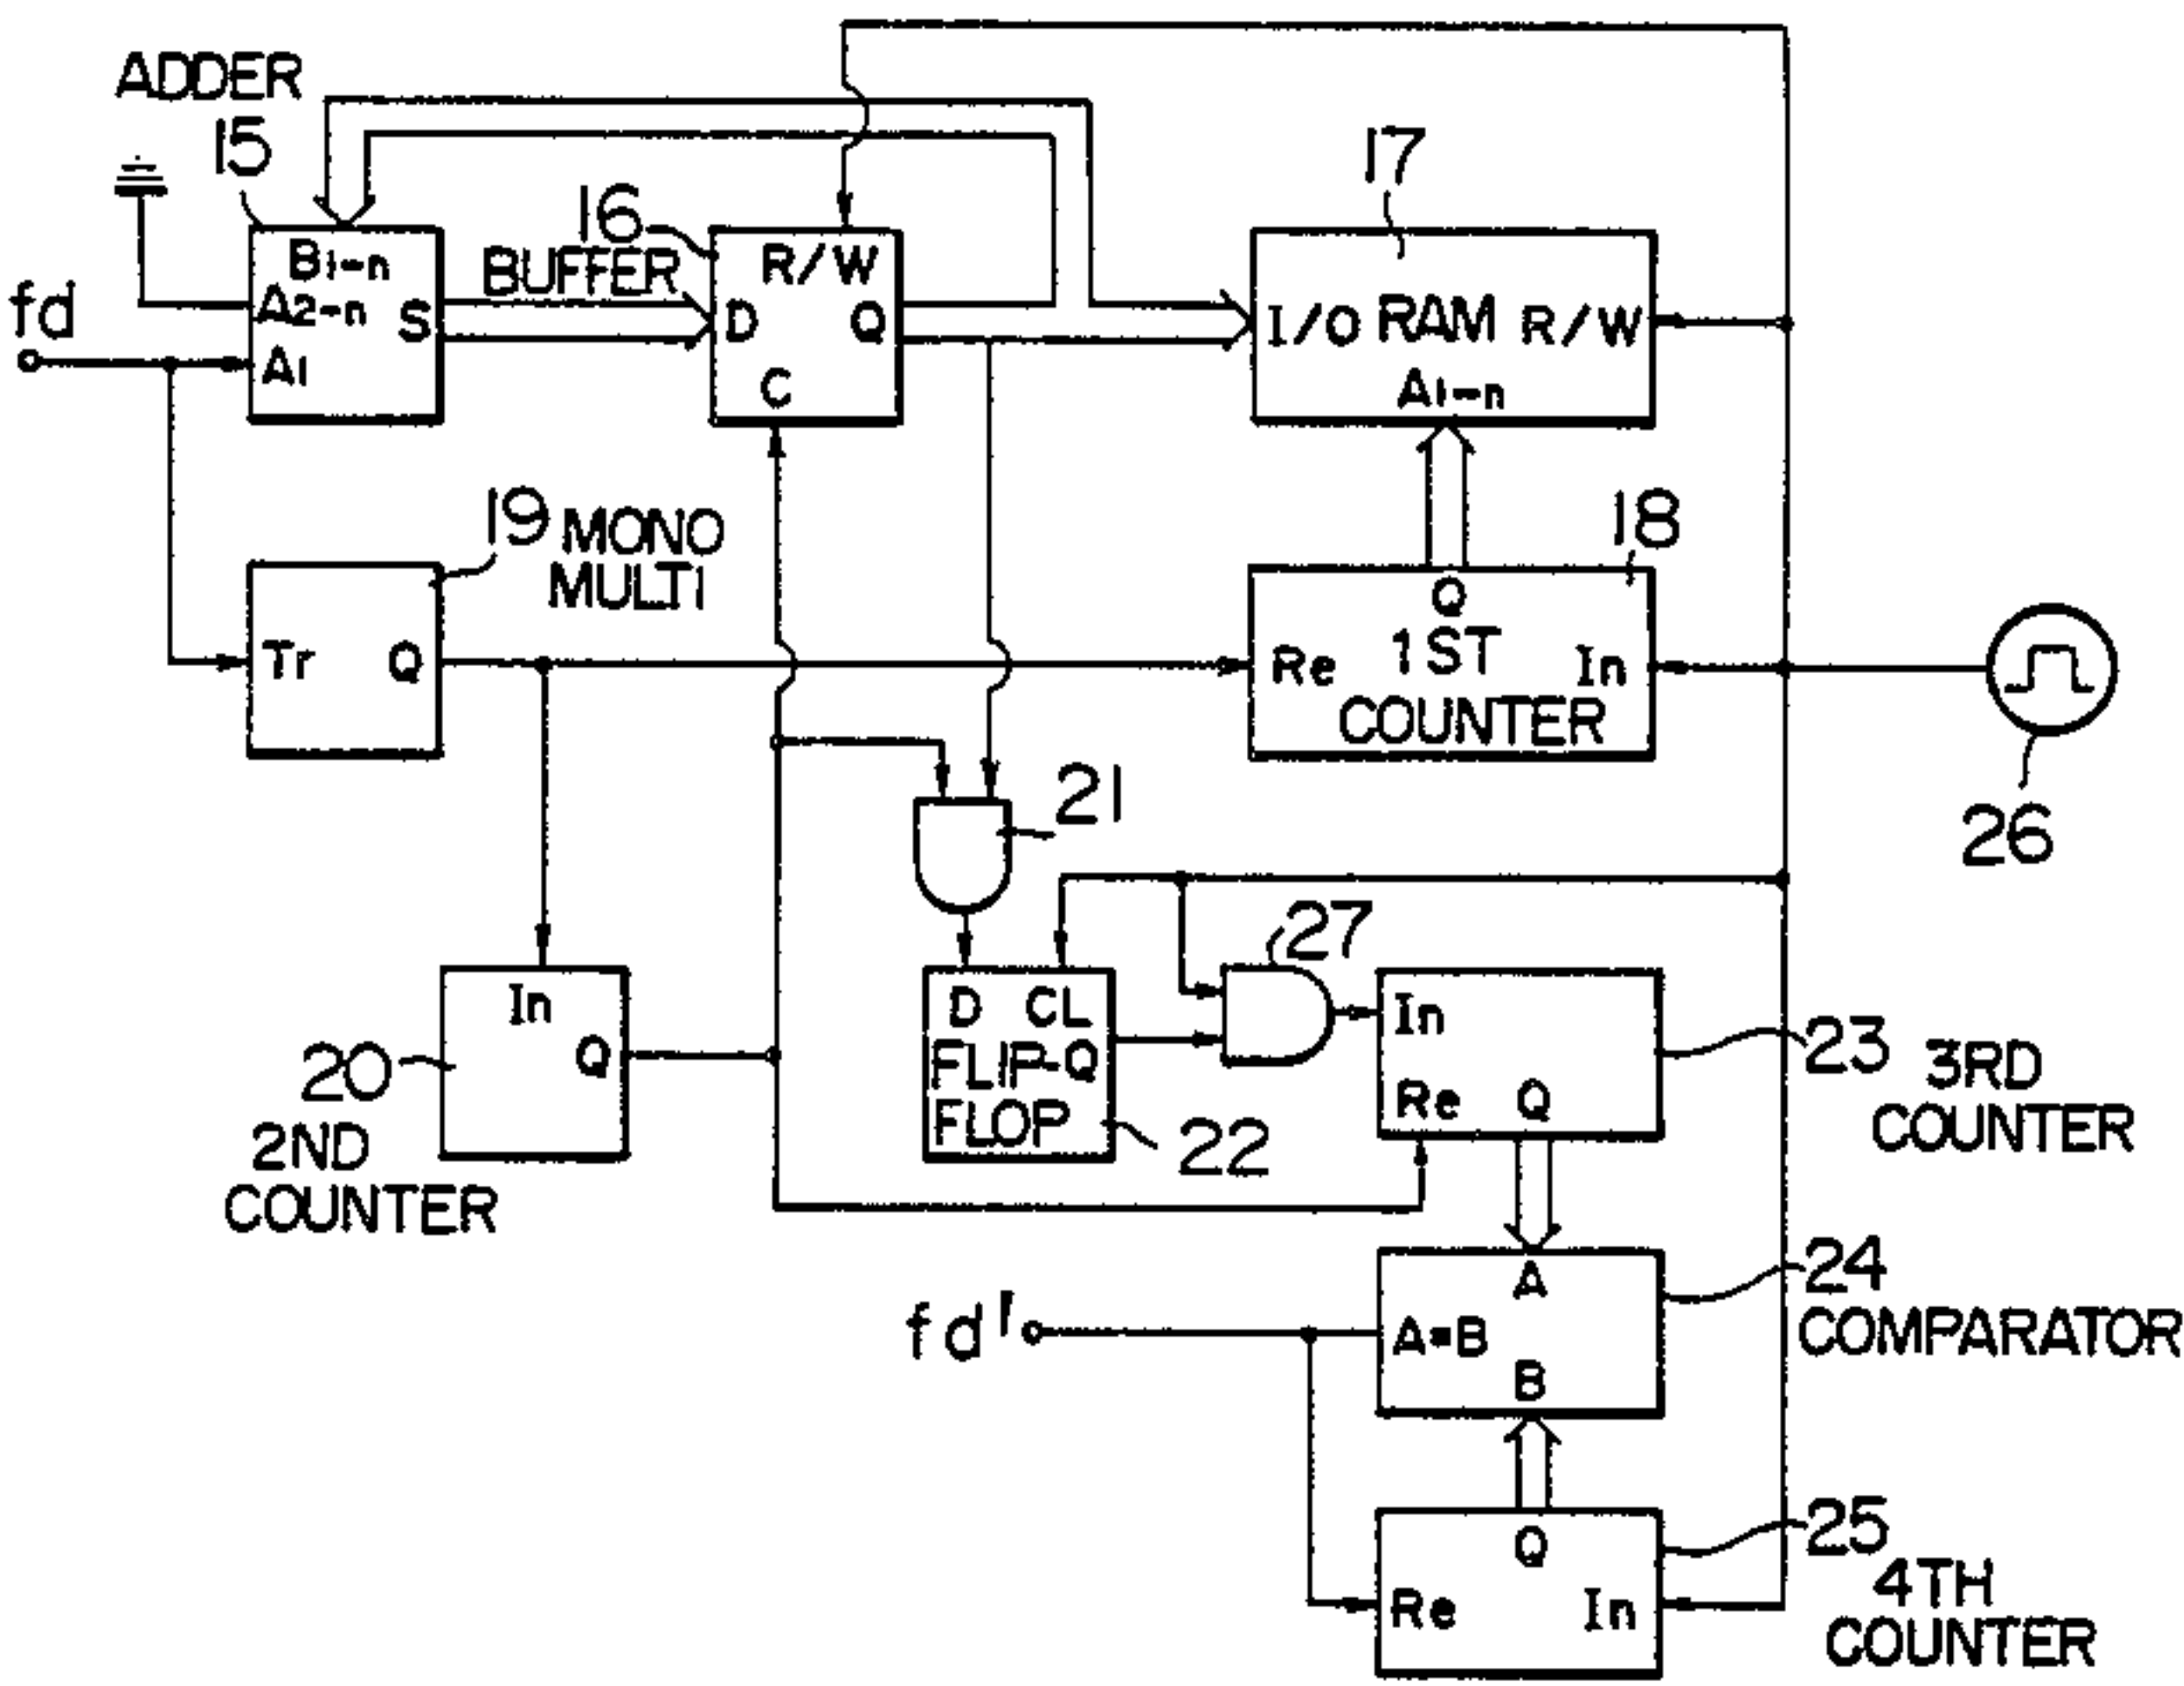 ADDER
15
fd
B1-n
A2-n
S
A1
16
BUFFER
R/W
D
Q
C
17
I/O RAM R/W
A1-n
19 MONO
MULTI
Tr
Q
18
Q
Re 1ST In
COUNTER
26
21
27
In
Q
20
2ND
COUNTER
D CL
FLIP-Q
FLOP
22
In
Re Q
23
3RD
COUNTER
fd'
A
A=B
B
24
COMPARATOR
Q
Re In
25
4TH
COUNTER